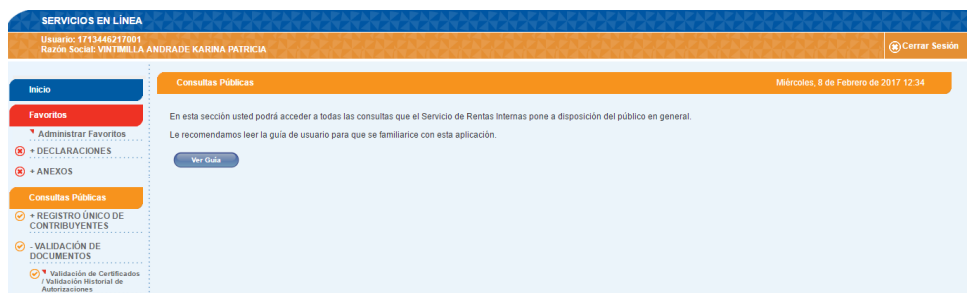 SERVICIOS EN LÍNEA
Usuario: 1713446217001
Razón Social: VINTIMILLA ANDRADE KARINA PATRICIA
Cerrar Sesión
Inicio
Favoritos
Administrar Favoritos
+ DECLARACIONES
+ ANEXOS
Consultas Públicas
+ REGISTRO ÚNICO DE
CONTRIBUYENTES
- VALIDACIÓN DE
DOCUMENTOS
Validación de Certificados
/ Validación Historial de
Autorizaciones
Consultas Públicas
Miércoles, 8 de Febrero de 2017 12:34
En esta sección usted podrá acceder a todas las consultas que el Servicio de Rentas Internas pone a disposición del público en general.
Le recomendamos leer la guía de usuario para que se familiarice con esta aplicación.
Ver Guía